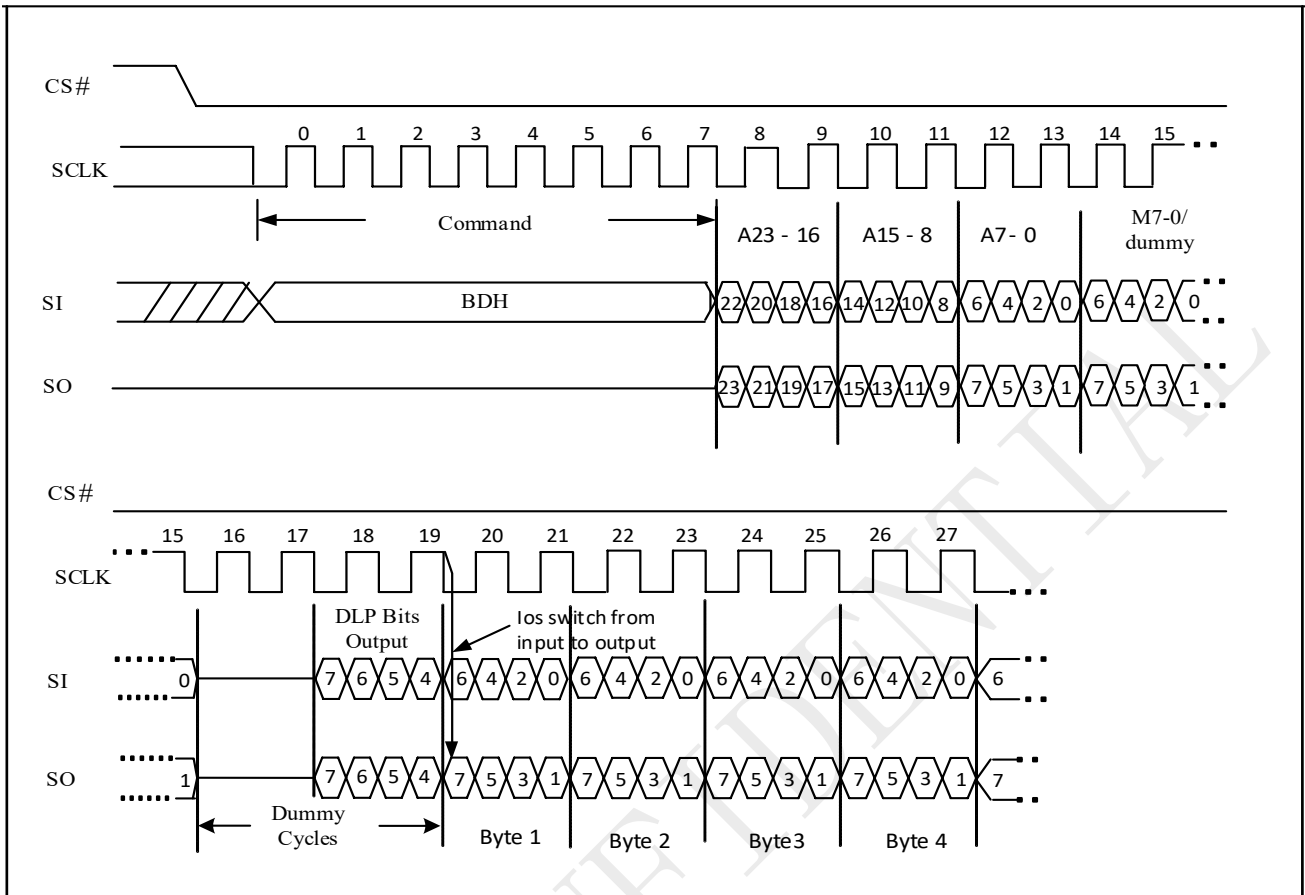 CS#
0 1 2 3 4 5 6 7 8 9 10 11 12 13 14 15
SCLK
Command
A23 - 16 A15 - 8 A7- 0 M7-0/
dummy
SI BDH 22 20 18 16 14 12 10 8 6 4 2 0 6 4 2 0
SO 23 21 19 17 15 13 11 9 7 5 3 1 7 5 3 1
CS#
15 16 17 18 19 20 21 22 23 24 25 26 27
SCLK
DLP Bits
Output
Ios switch from
input to output
SI 0 7 6 5 4 6 4 2 0 6 4 2 0 6 4 2 0 6 4 2 0 6
SO 1 7 6 5 4 7 5 3 1 7 5 3 1 7 5 3 1 7 5 3 1 7
Dummy
Cycles
Byte 1 Byte 2 Byte3 Byte 4